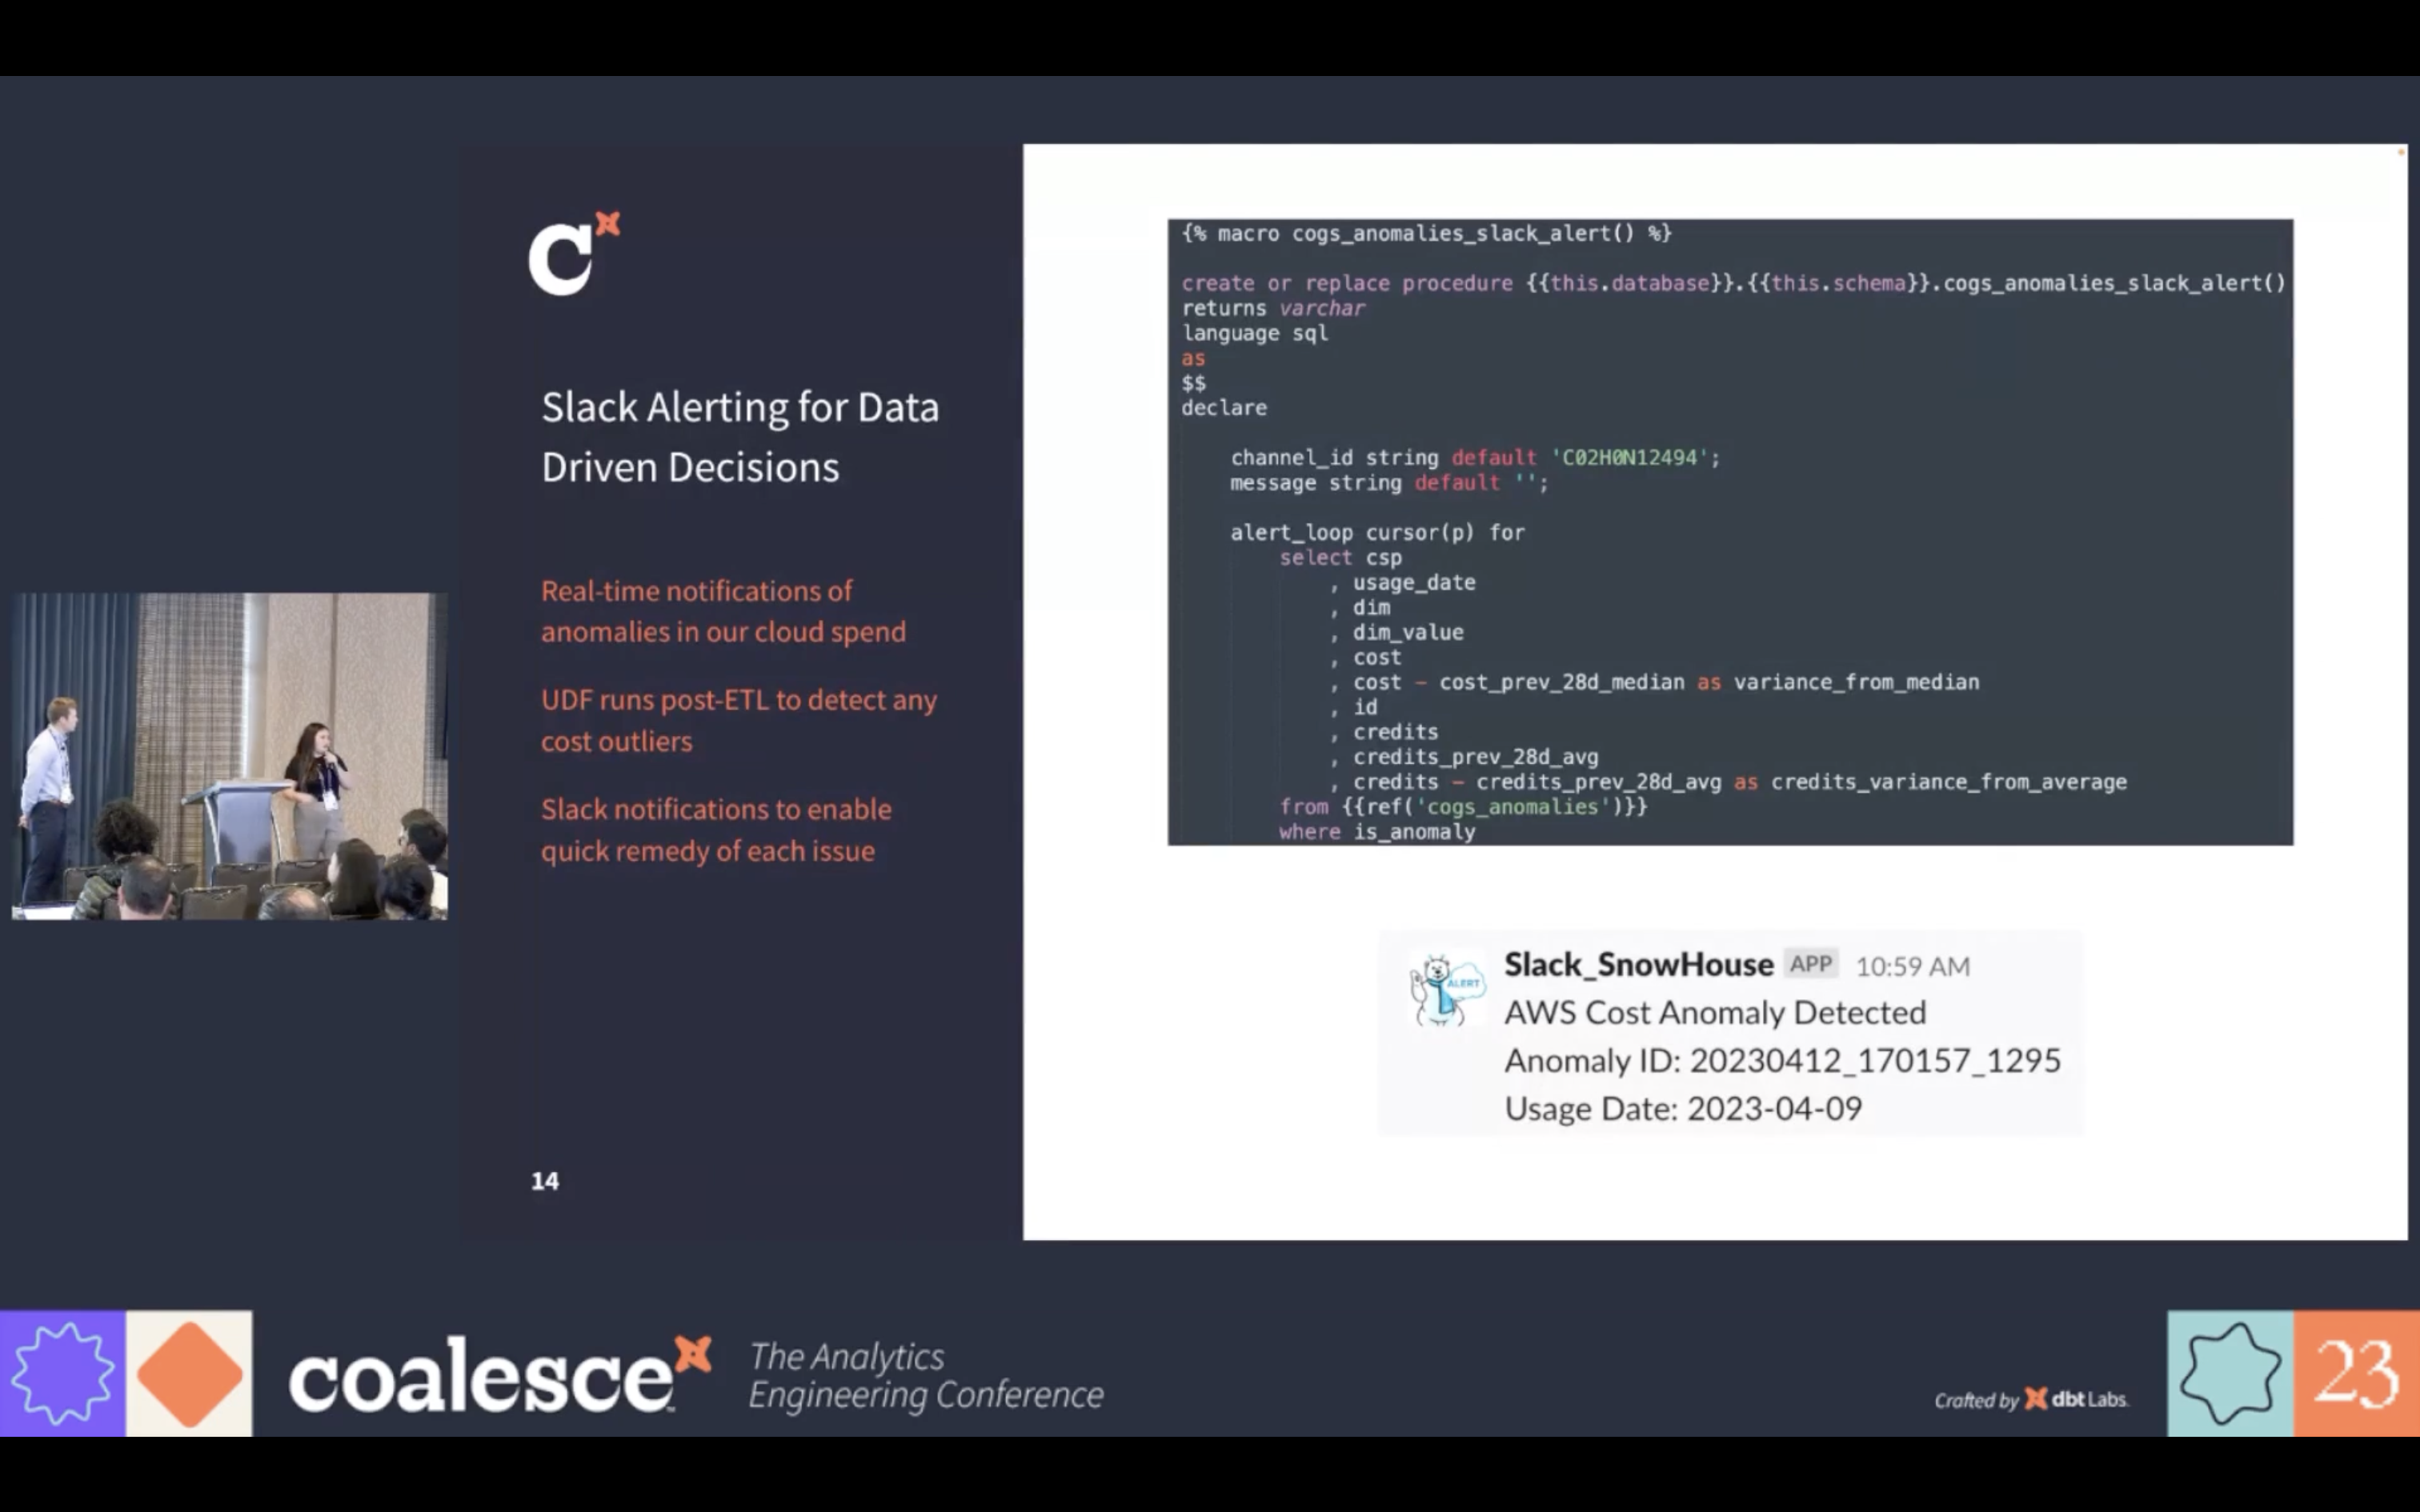 C
Slack Alerting for Data
Driven Decisions
Real-time notifications of
anomalies in our cloud spend
UDF runs post-ETL to detect any
cost outliers
Slack notifications to enable
quick remedy of each issue
14
{% macro cogs_anomalies_slack_alert() %}
create or replace procedure {{this.database}}.{{this.schema}}.cogs_anomalies_slack_alert()
returns varchar
language sql
as
$$
declare
channel_id string default 'C02H0N12494';
message string default '';
alert_loop cursor(p) for
select csp
, usage_date
, dim
, dim_value
, cost
, cost - cost_prev_28d_median as variance_from_median
, id
, credits
, credits_prev_28d_avg
, credits - credits_prev_28d_avg as credits_variance_from_average
from {{ref('cogs_anomalies')}}
where is_anomaly
ALERT
Slack_SnowHouse APP 10:59 AM
AWS Cost Anomaly Detected
Anomaly ID: 20230412_170157_1295
Usage Date: 2023-04-09
coalesce
The Analytics
Engineering Conference
Crafted by dbt Labs.
23